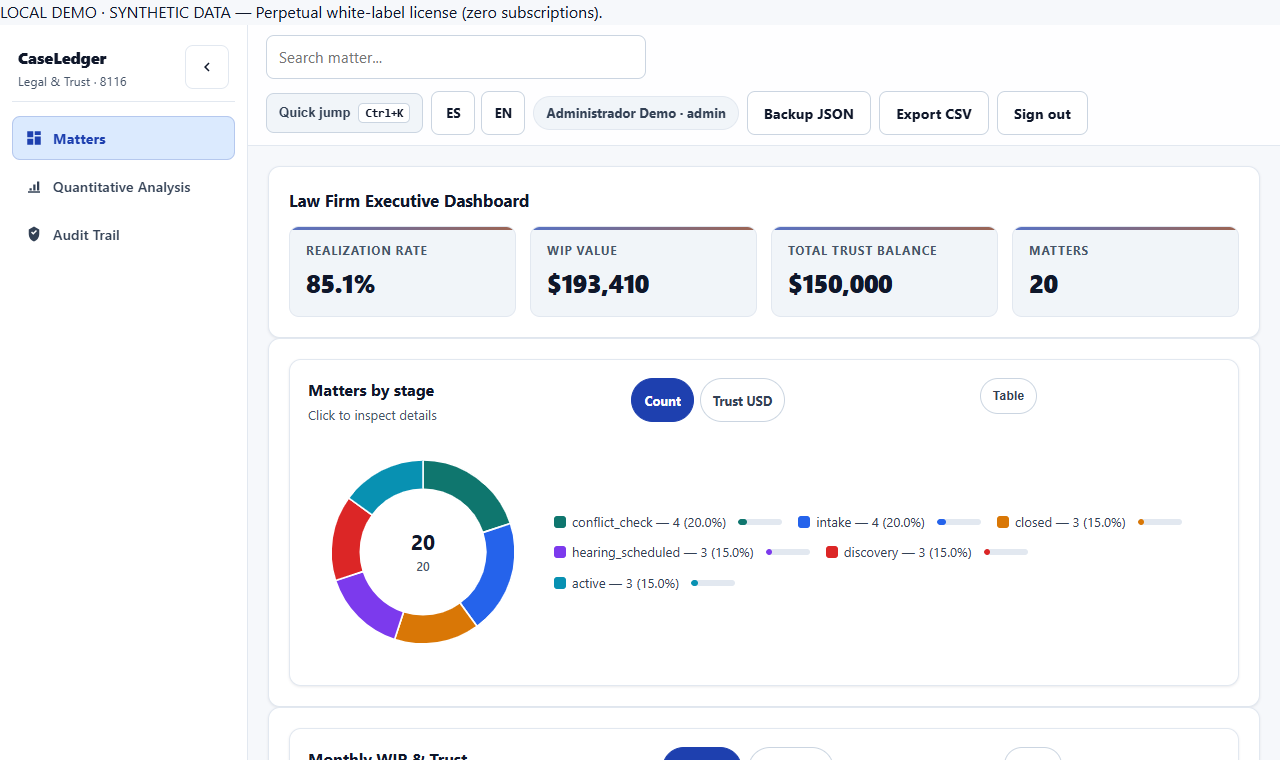 LOCAL DEMO · SYNTHETIC DATA — Perpetual white-label license (zero subscriptions).
CaseLedger
Legal & Trust · 8116
Matters
Quantitative Analysis
Audit Trail
Search matter...
Quick jump Ctrl+K
ES
EN
Administrador Demo · admin
Backup JSON
Export CSV
Sign out
Law Firm Executive Dashboard
REALIZATION RATE
85.1%
WIP VALUE
$193,410
TOTAL TRUST BALANCE
$150,000
MATTERS
20
Matters by stage
Click to inspect details
Count
Trust USD
Table
20
20
conflict_check — 4 (20.0%)
intake — 4 (20.0%)
closed — 3 (15.0%)
hearing_scheduled — 3 (15.0%)
discovery — 3 (15.0%)
active — 3 (15.0%)
Monthly WIP & Trust